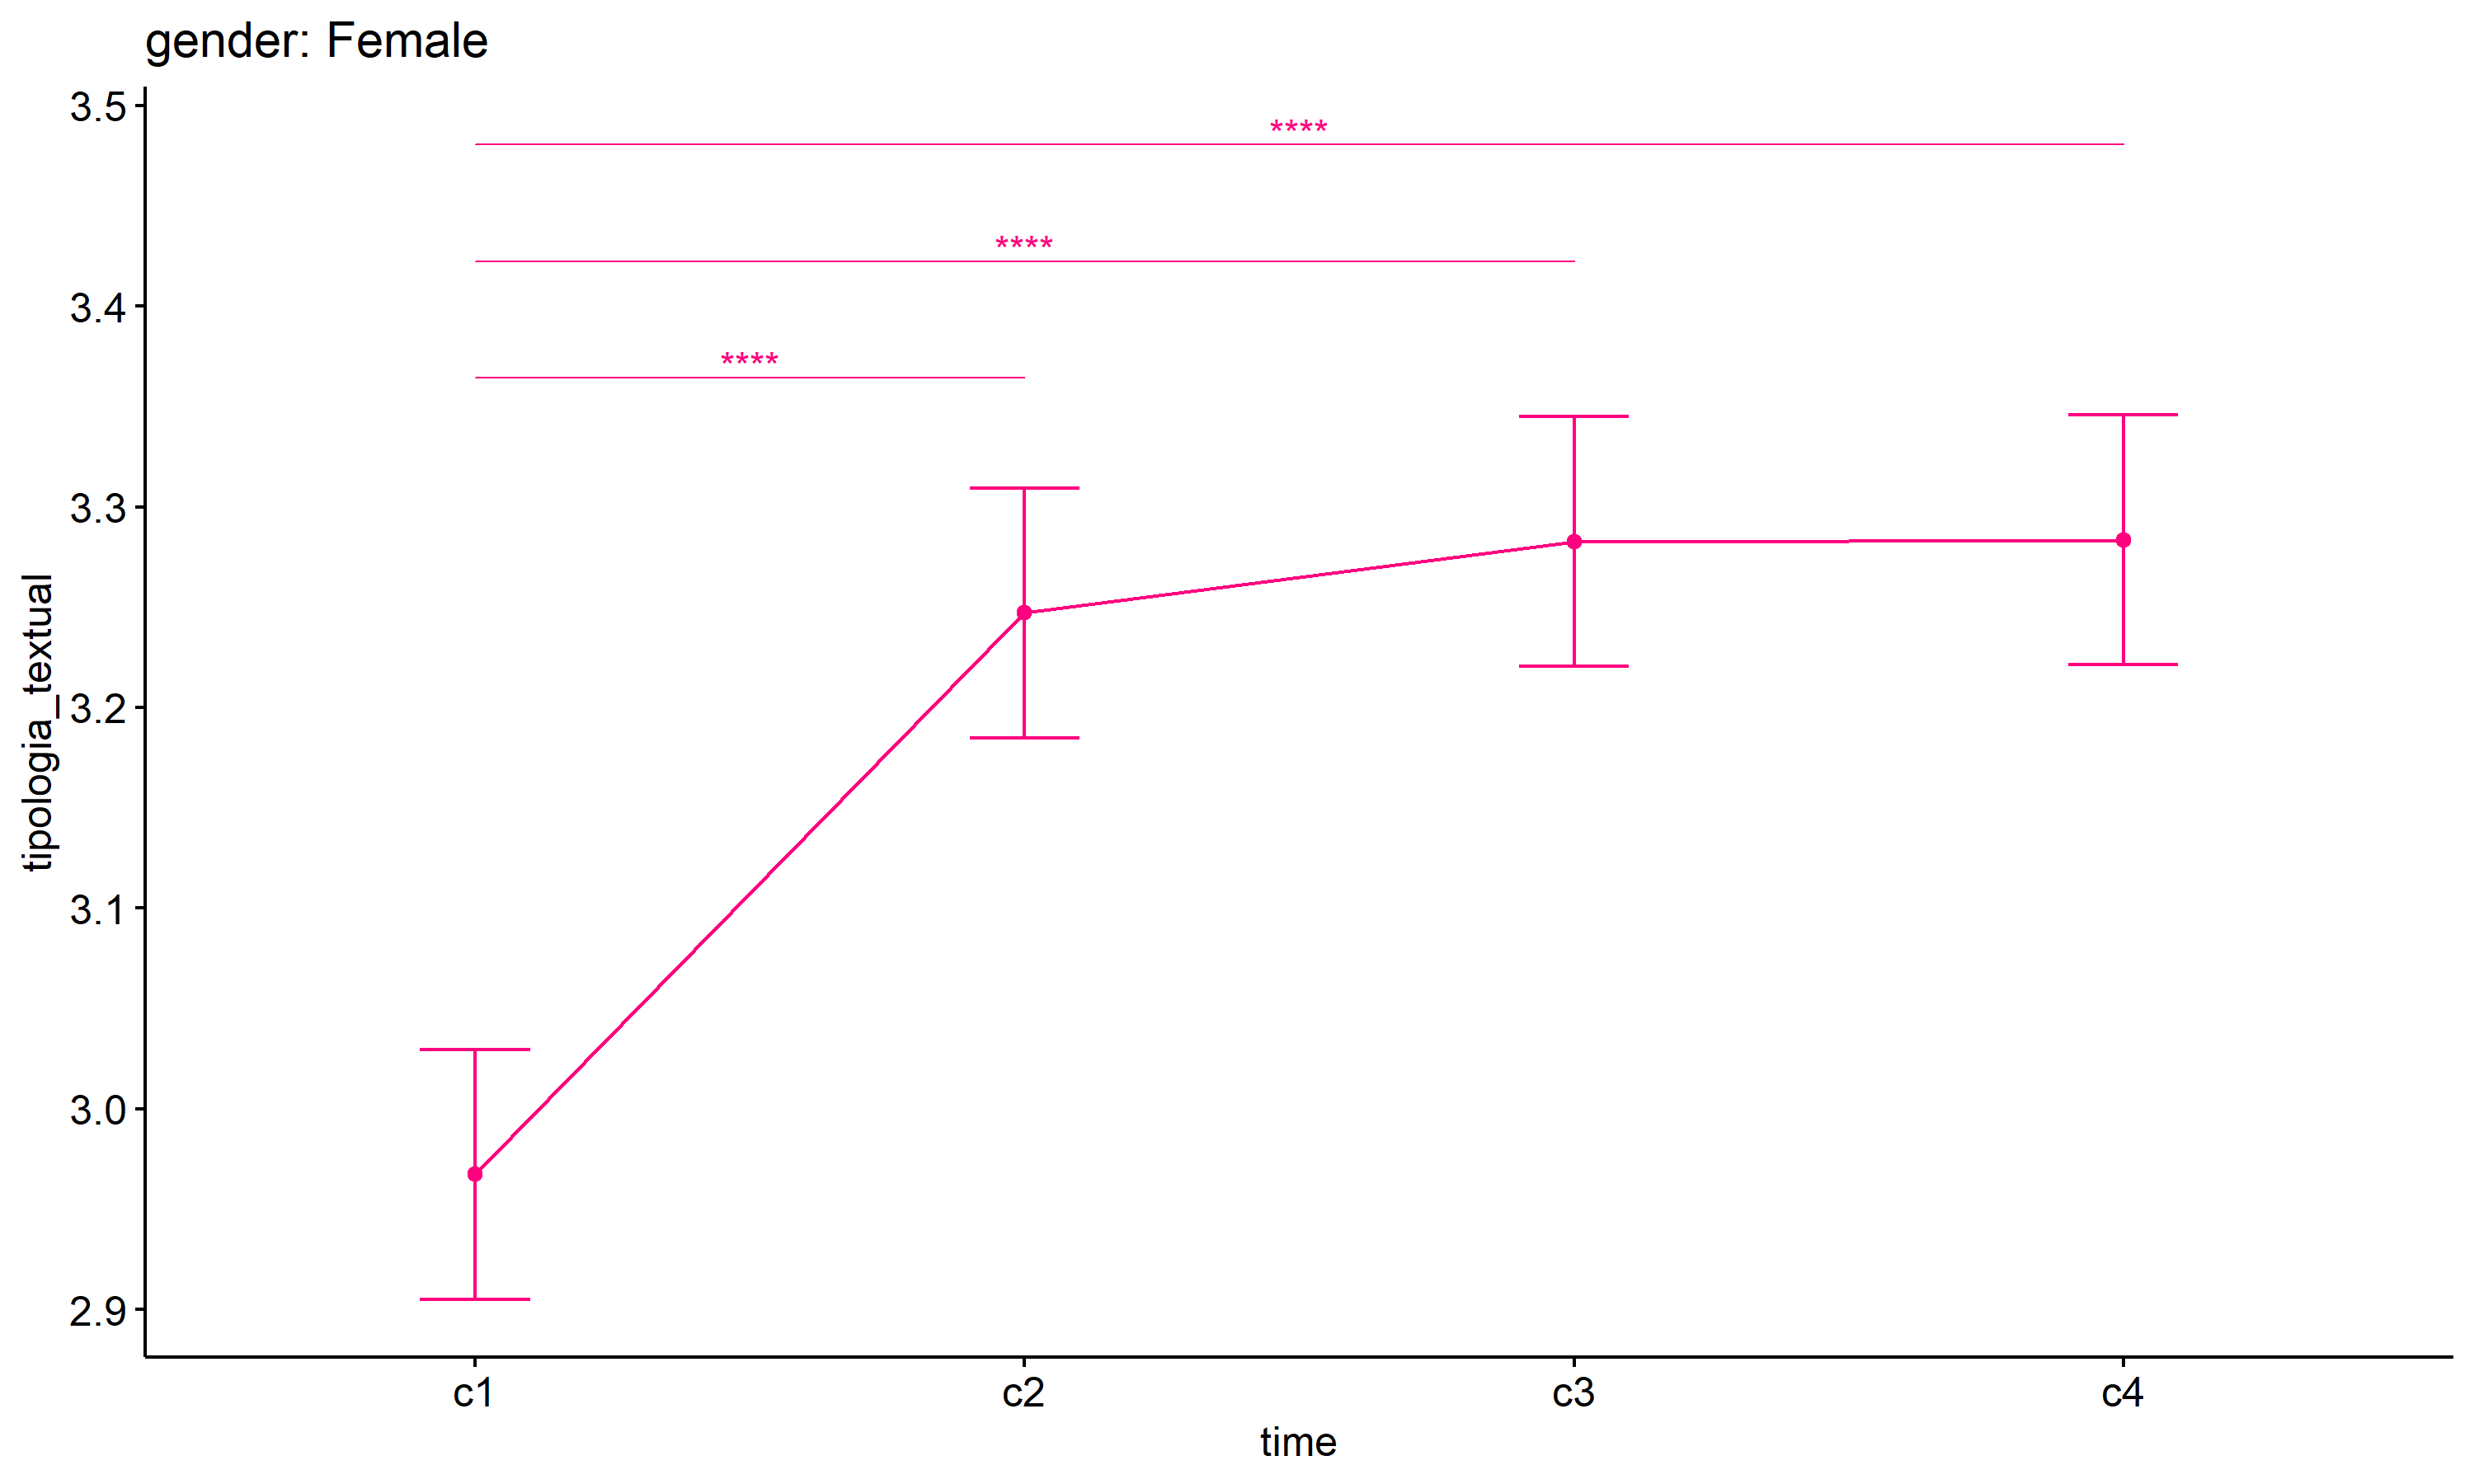 gender: Female
3.5
3.4
3.3
3.2
3.1
3.0
2.9
tipologia_textual
****
****
****
c1
c2
c3
c4
time